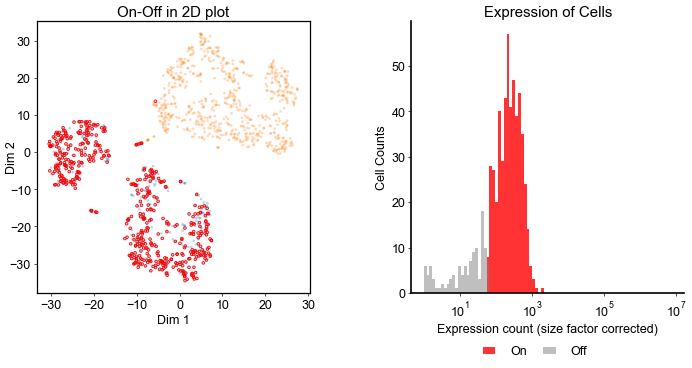 On-Off in 2D plot
Expression of Cells
Dim 2
30
20
10
0
−10
−20
−30
−30 −20 −10 0 10 20 30
Dim 1
Cell Counts
50
40
30
20
10
0
10^1 10^3 10^5 10^7
Expression count (size factor corrected)
On Off